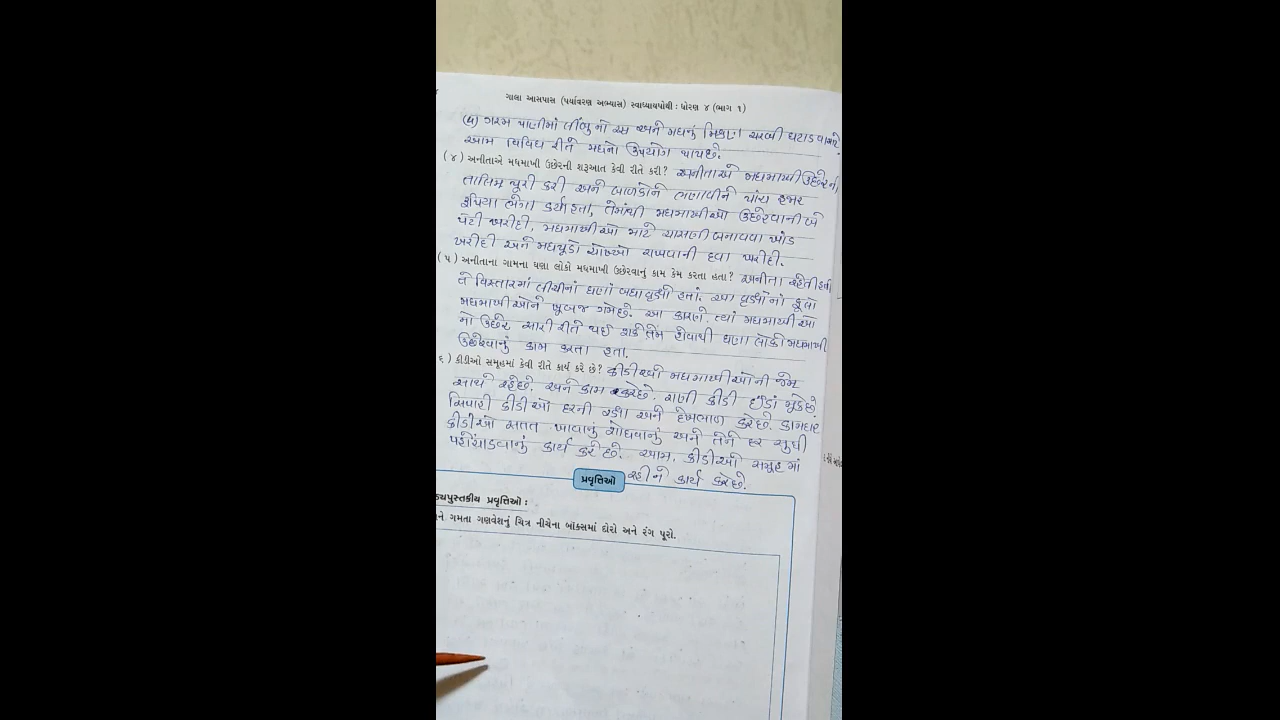 ગાલા આસપાસ (પર્યાવરણ અભ્યાસ) સ્વાધ્યાયપોથી : ધોરણ ૪ (ભાગ ૧)
(૫) ગરમ પાણીમાં લીંબુ નો રસ અને મધનું મિશ્રણ ચરબી ઘટાડવા માટે.
આમ વિવિધ રીતે મધનો ઉપયોગ થાય છે.
(૪) અનીતાએ મધમાખી ઉછેરની શરૂઆત કેવી રીતે કરી? અનીતાએ મધમાખી ઉછેરની
તાલિમ પૂરી કરી અને બાળકોને ભણાવીને પાંચ હજાર
રૂપિયા ભેગા કર્યા હતા, તેમાંથી મધમાખીઓ ઉછેરવાની બે
પેટી ખરીદી, મધમાખીઓ માટે ચાસણી બનાવવા ખાંડ
ખરીદી અને મધપૂડો ચોખ્ખો રાખવાની દવા ખરીદી.
(૫) અનીતાના ગામના ઘણા લોકો મધમાખી ઉછેરવાનું કામ કેમ કરતા હતા? અનીતા રહેતી હતી
તે વિસ્તારમાં લીચીનાં ઘણાં બધા વૃક્ષો હતાં. આ વૃક્ષોનાં ફૂલો
મધમાખીઓને ખૂબ જ ગમે છે. આ કારણે, ત્યાં મધમાખીઓ
નો ઉછેર સારી રીતે થઈ શકે તેમ હોવાથી ઘણા લોકો મધમાખી
ઉછેરવાનું કામ કરતા હતા.
૬) કીડીઓ સમૂહમાં કેવી રીતે કાર્ય કરે છે? કીડીઓ મધમાખીઓની જેમ
સાથે રહે છે. અને કામ કરે છે. રાણી કીડી ઈંડાં મૂકે છે.
સિપાહી કીડીઓ દરની રક્ષા અને દેખભાળ કરે છે. કામદાર
કીડીઓ સતત ખાવાનું શોધવાનું અને તેને દર સુધી
પહોંચાડવાનું કાર્ય કરે છે. આમ, કીડીઓ સમૂહમાં
રહીને કાર્ય કરે છે.
પ્રવૃત્તિઓ
ઠ્યપુસ્તકીય પ્રવૃત્તિઓ :
ને ગમતા ગણવેશનું ચિત્ર નીચેના બૉક્સમાં દોરો અને રંગ પૂરો.